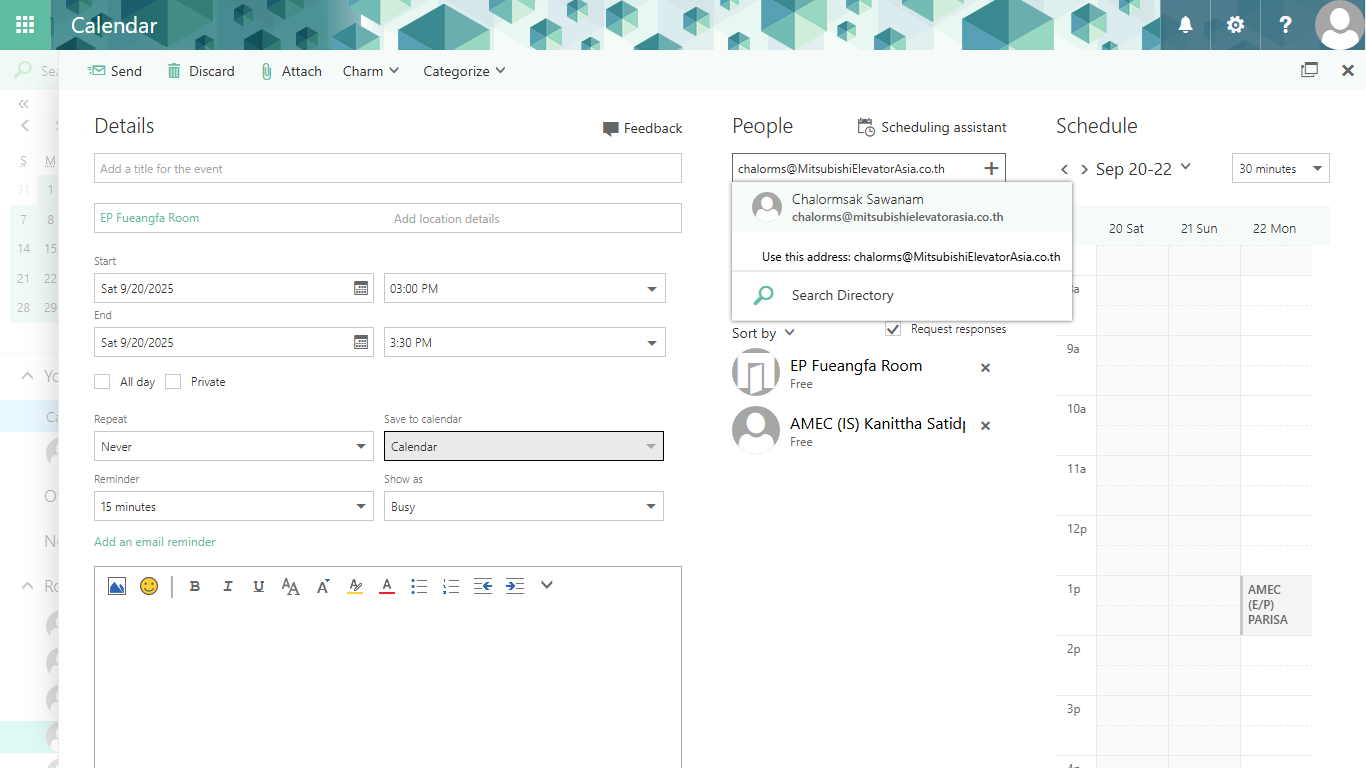 Calendar
Sea
Send
Discard
Attach
Charm
Categorize
S
S M
31 1
7 8
14 15
21 22
28 29
Details
Feedback
Add a title for the event
EP Fueangfa Room
Add location details
Start
Sat 9/20/2025
03:00 PM
End
Sat 9/20/2025
3:30 PM
All day
Private
Repeat
Save to calendar
Never
Calendar
Reminder
Show as
15 minutes
Busy
Add an email reminder
B I U
People
Scheduling assistant
chalorms@MitsubishiElevatorAsia.co.th
Chalormsak Sawanam
chalorms@mitsubishielevatorasia.co.th
Use this address: chalorms@MitsubishiElevatorAsia.co.th
Search Directory
Sort by
Request responses
EP Fueangfa Room
Free
AMEC (IS) Kanittha Satidp
Free
Schedule
Sep 20-22
30 minutes
20 Sat
21 Sun
22 Mon
9a
10a
11a
12p
1p
AMEC
(E/P)
PARISA
2p
3p
4p